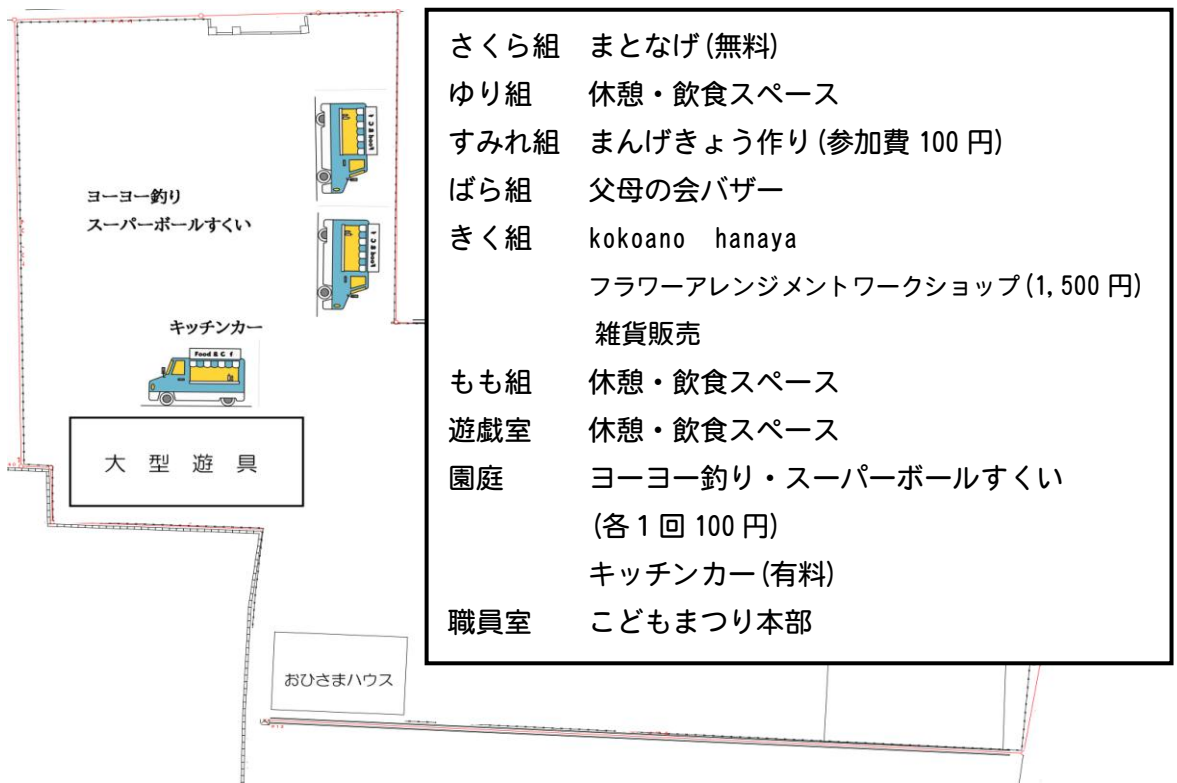 さくら組 まとなげ(無料)
ゆり組 休憩・飲食スペース
すみれ組 まんげきょう作り(参加費 100 円)
ばら組 父母の会バザー
きく組 kokoano hanaya
フラワーアレンジメントワークショップ(1,500 円)
雑貨販売
もも組 休憩・飲食スペース
遊戯室 休憩・飲食スペース
園庭 ヨーヨー釣り・スーパーボールすくい
(各1回 100 円)
キッチンカー(有料)
職員室 こどもまつり本部
ヨーヨー釣り
スーパーボールすくい
キッチンカー
大型遊具
おひさまハウス